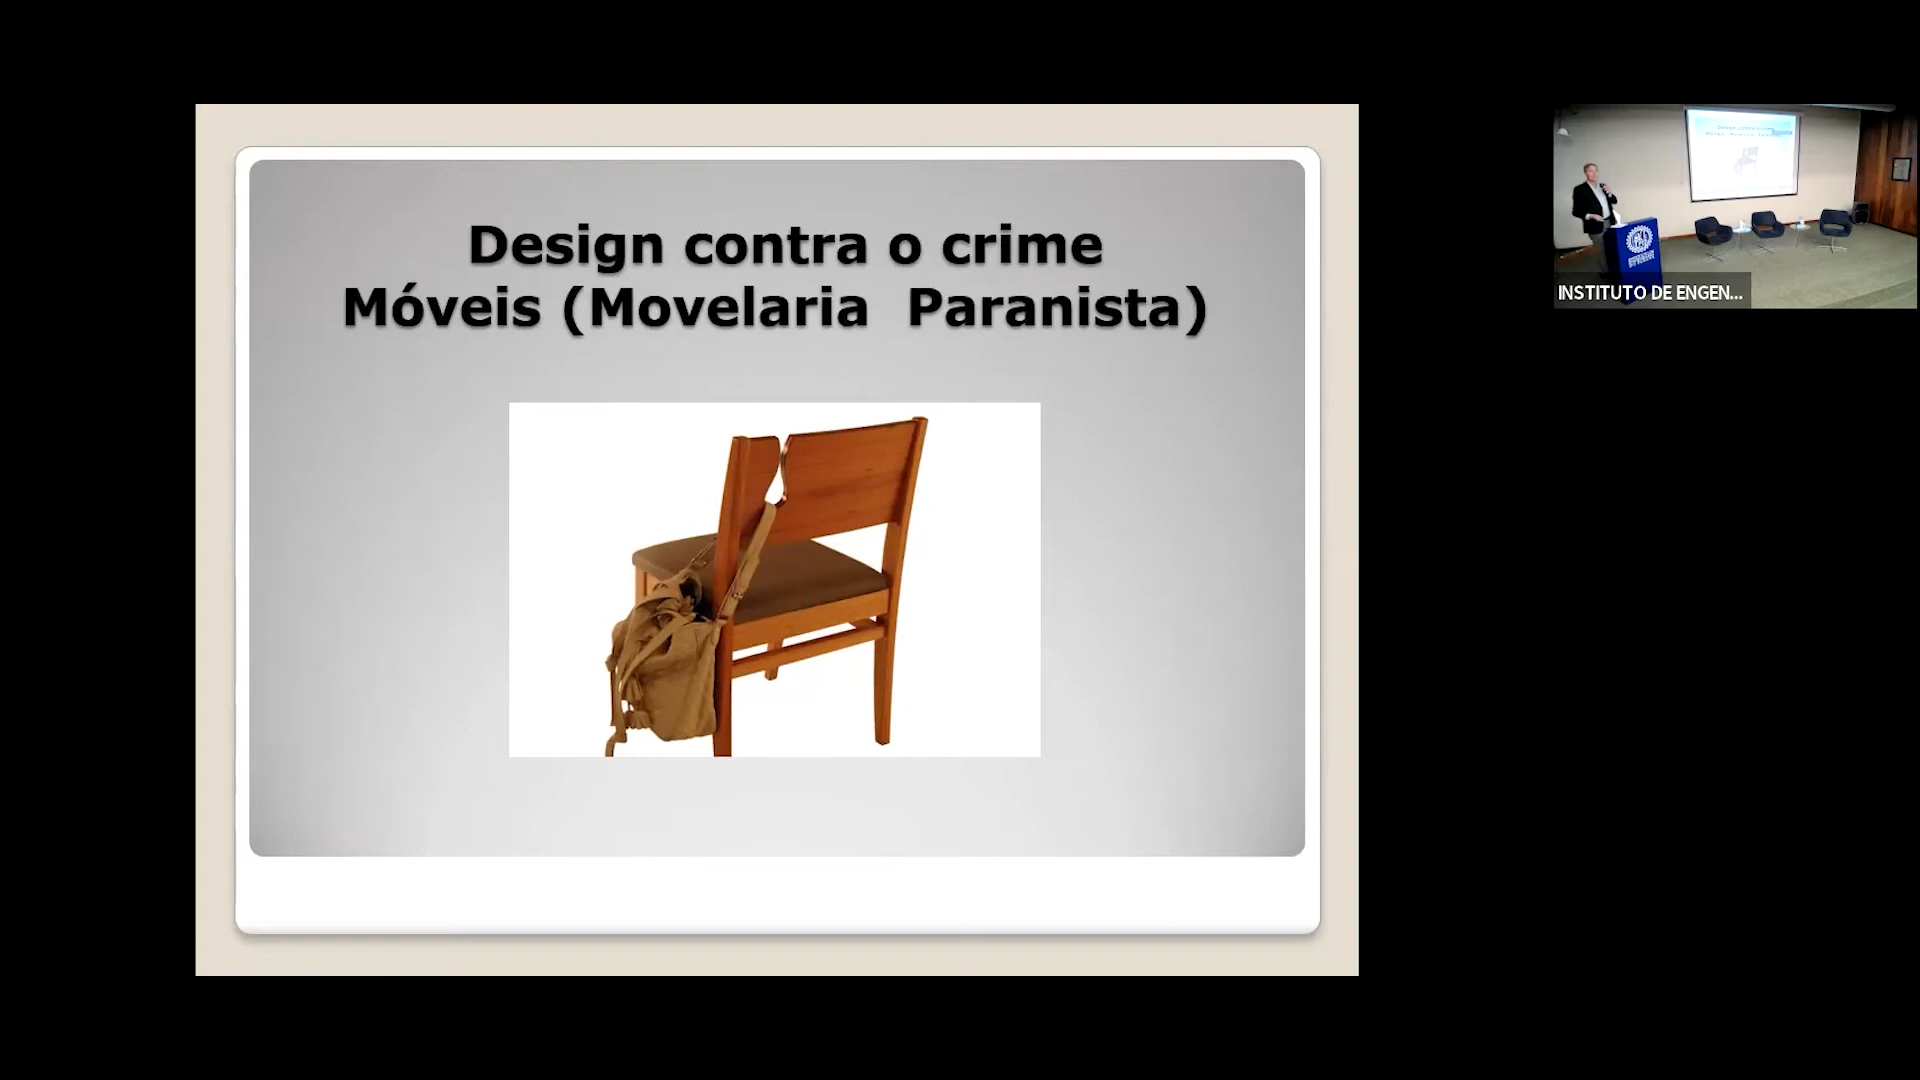 Design contra o crime
Móveis (Movelaria Paranista)
INSTITUTO DE ENGEN...